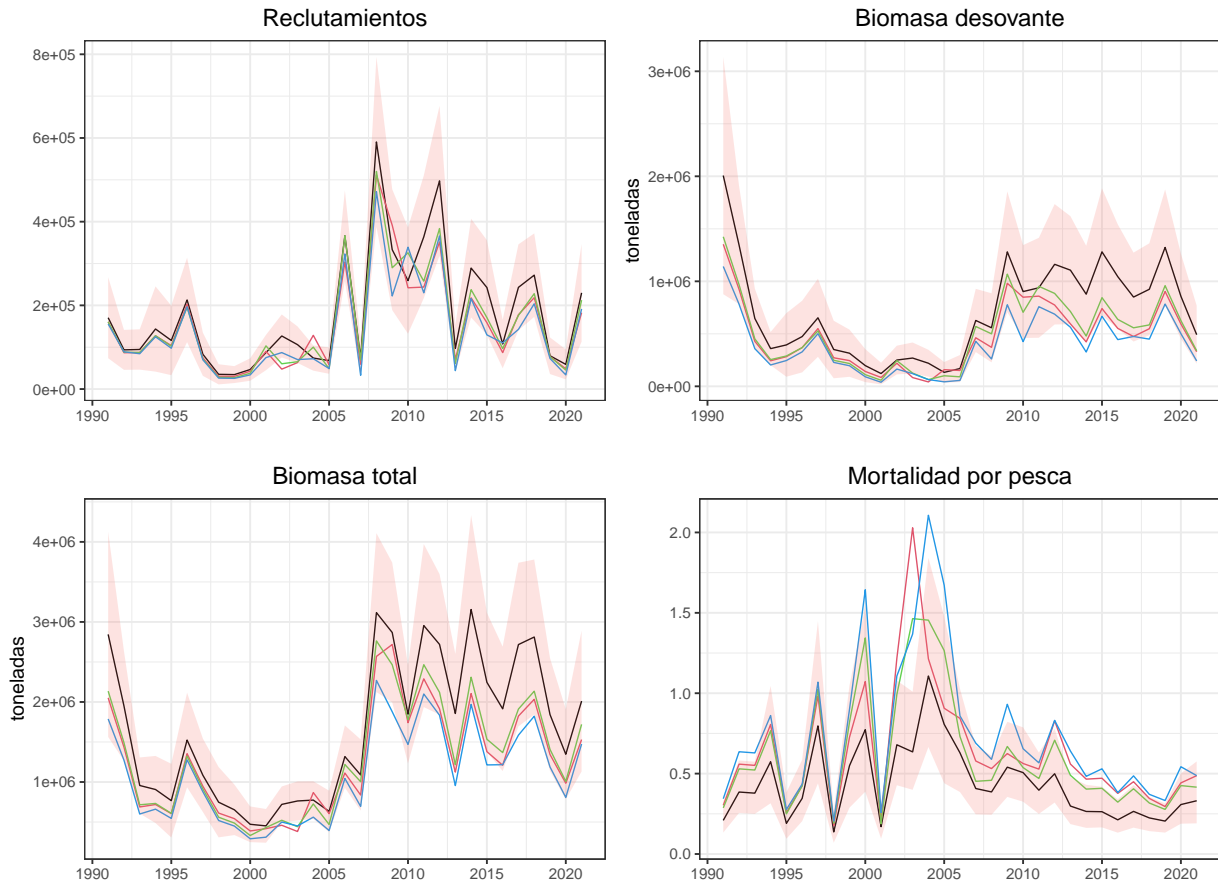 Reclutamientos
8e+05
6e+05
4e+05
2e+05
0e+00
1990 1995 2000 2005 2010 2015 2020
Biomasa desovante
toneladas
3e+06
2e+06
1e+06
0e+00
1990 1995 2000 2005 2010 2015 2020
Biomasa total
toneladas
4e+06
3e+06
2e+06
1e+06
1990 1995 2000 2005 2010 2015 2020
Mortalidad por pesca
2.0
1.5
1.0
0.5
0.0
1990 1995 2000 2005 2010 2015 2020